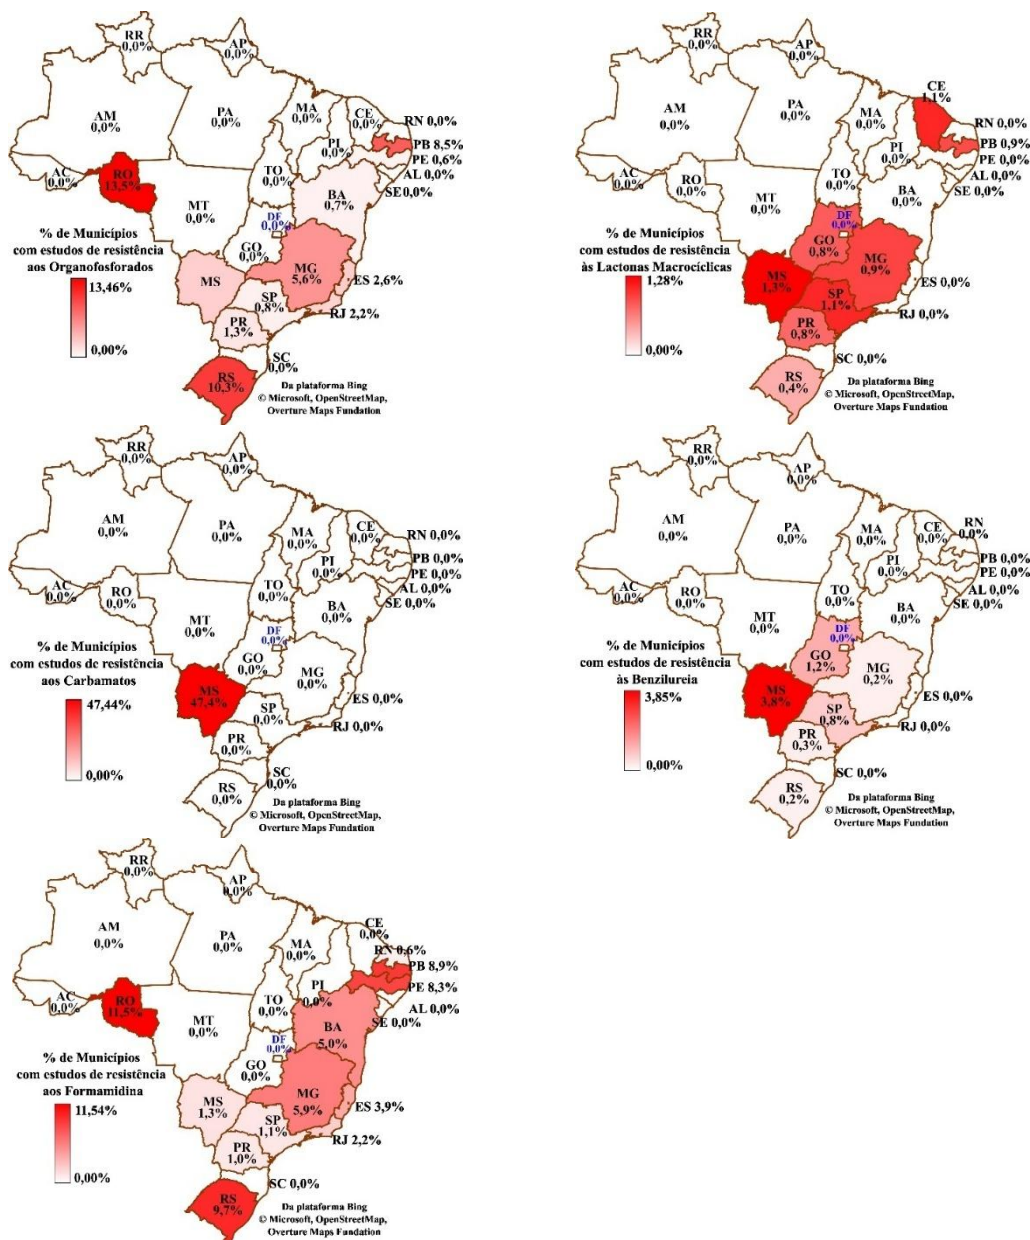 RR
0,0%
AP
0,0%
AM
0,0%
PA
0,0%
MA
0,0%
CE
0,0%
RN 0,0%
PB 8,5%
PE 0,6%
AL 0,0%
SE 0,0%
PI
0,0%
AC
0,0%
RO
13,5%
TO
0,0%
MT
0,0%
BA
0,7%
DF
0,0%
GO
0,0%
MG
5,6%
ES 2,6%
MS
SP
0,8%
RJ 2,2%
PR
1,3%
SC
0,0%
RS
10,3%
% de Municípios
com estudos de resistência
aos Organofosforados
13,46%
0,00%
Da plataforma Bing
© Microsoft, OpenStreetMap,
Overture Maps Fundation
RR
0,0%
AP
0,0%
AM
0,0%
PA
0,0%
MA
0,0%
CE
1,1%
RN 0,0%
PB 0,9%
PE 0,0%
AL 0,0%
SE 0,0%
PI
0,0%
AC
0,0%
RO
0,0%
TO
0,0%
MT
0,0%
BA
0,0%
DF
0,0%
GO
0,8%
MG
0,9%
ES 0,0%
MS
1,3%
SP
1,1%
RJ 0,0%
PR
0,8%
SC 0,0%
RS
0,4%
% de Municípios
com estudos de resistência
às Lactonas Macrocíclicas
1,28%
0,00%
Da plataforma Bing
© Microsoft, OpenStreetMap,
Overture Maps Fundation
RR
0,0%
AP
0,0%
AM
0,0%
PA
0,0%
MA
0,0%
CE
0,0%
RN 0,0%
PB 0,0%
PE 0,0%
AL 0,0%
SE 0,0%
PI
0,0%
AC
0,0%
RO
0,0%
TO
0,0%
MT
0,0%
BA
0,0%
DF
0,0%
GO
0,0%
MG
0,0%
ES 0,0%
MS
47,4%
SP
0,0%
RJ 0,0%
PR
0,0%
SC
0,0%
RS
0,0%
% de Municípios
com estudos de resistência
aos Carbamatos
47,44%
0,00%
Da plataforma Bing
© Microsoft, OpenStreetMap,
Overture Maps Fundation
RR
0,0%
AP
0,0%
AM
0,0%
PA
0,0%
MA
0,0%
CE
0,0%
RN
0,0%
PB 0,0%
PE 0,0%
AL 0,0%
SE 0,0%
PI
0,0%
AC
0,0%
RO
0,0%
TO
0,0%
MT
0,0%
BA
0,0%
DF
0,0%
GO
1,2%
MG
0,2%
ES 0,0%
MS
3,8%
SP
0,8%
RJ 0,0%
PR
0,3%
SC 0,0%
RS
0,2%
% de Municípios
com estudos de resistência
às Benzilureia
3,85%
0,00%
Da plataforma Bing
© Microsoft, OpenStreetMap,
Overture Maps Fundation
RR
0,0%
AP
0,0%
AM
0,0%
PA
0,0%
MA
0,0%
CE
0,0%
RN 0,6%
PB 8,9%
PE 8,3%
AL 0,0%
SE 0,0%
PI
0,0%
AC
0,0%
RO
11,5%
TO
0,0%
MT
0,0%
BA
5,0%
DF
0,0%
GO
0,0%
MG
5,9%
ES 3,9%
MS
1,3%
SP
1,1%
RJ 2,2%
PR
1,0%
SC 0,0%
RS
9,7%
% de Municípios
com estudos de resistência
aos Formamidina
11,54%
0,00%
Da plataforma Bing
© Microsoft, OpenStreetMap,
Overture Maps Fundation